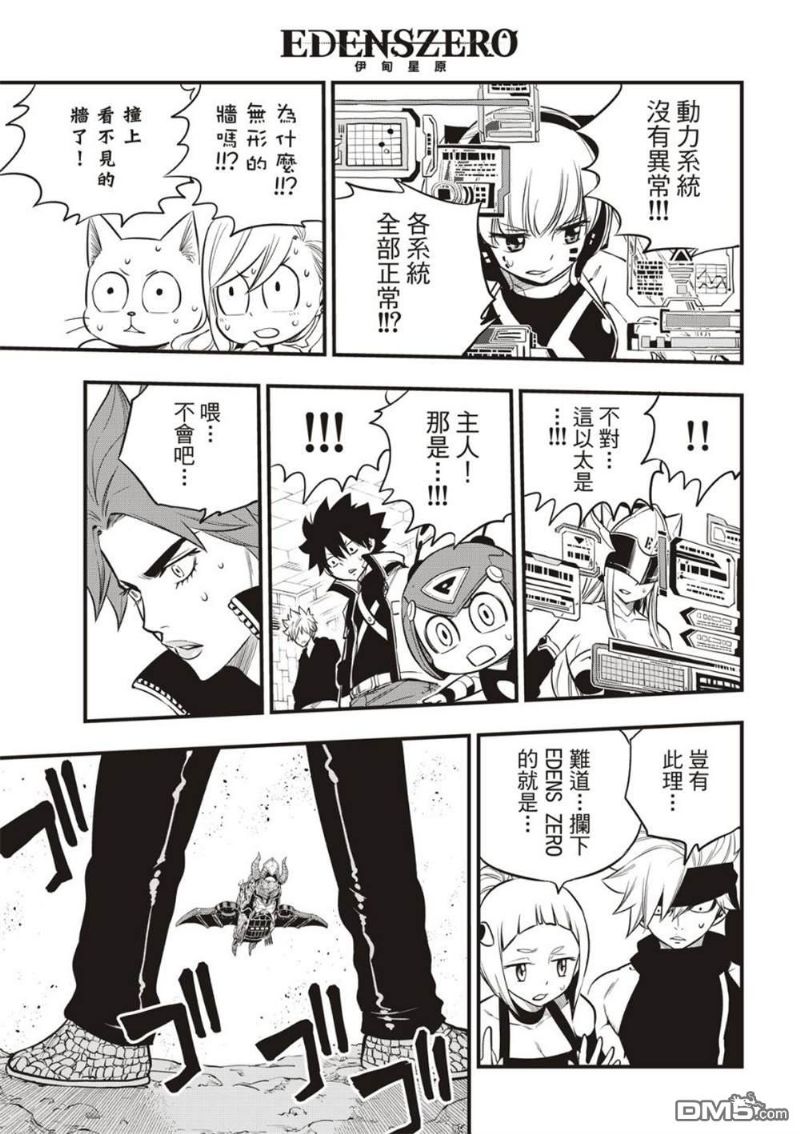 EDENSZERO
伊甸星原
動力系統
沒有異常!!!
各系統
全部正常!!?
為什麼!!?
無形的
牆嗎!!?
撞上
看不見的
牆了！
!!
不對…
這以太是
…!!!
主人！
那是…!!!
!!!
喂…
不會吧…
豈有
此理…
難道…攔下
EDENS ZERO
的就是…
ゴ
ゴ
ゴ
ゴ
ゴ
DM5.com